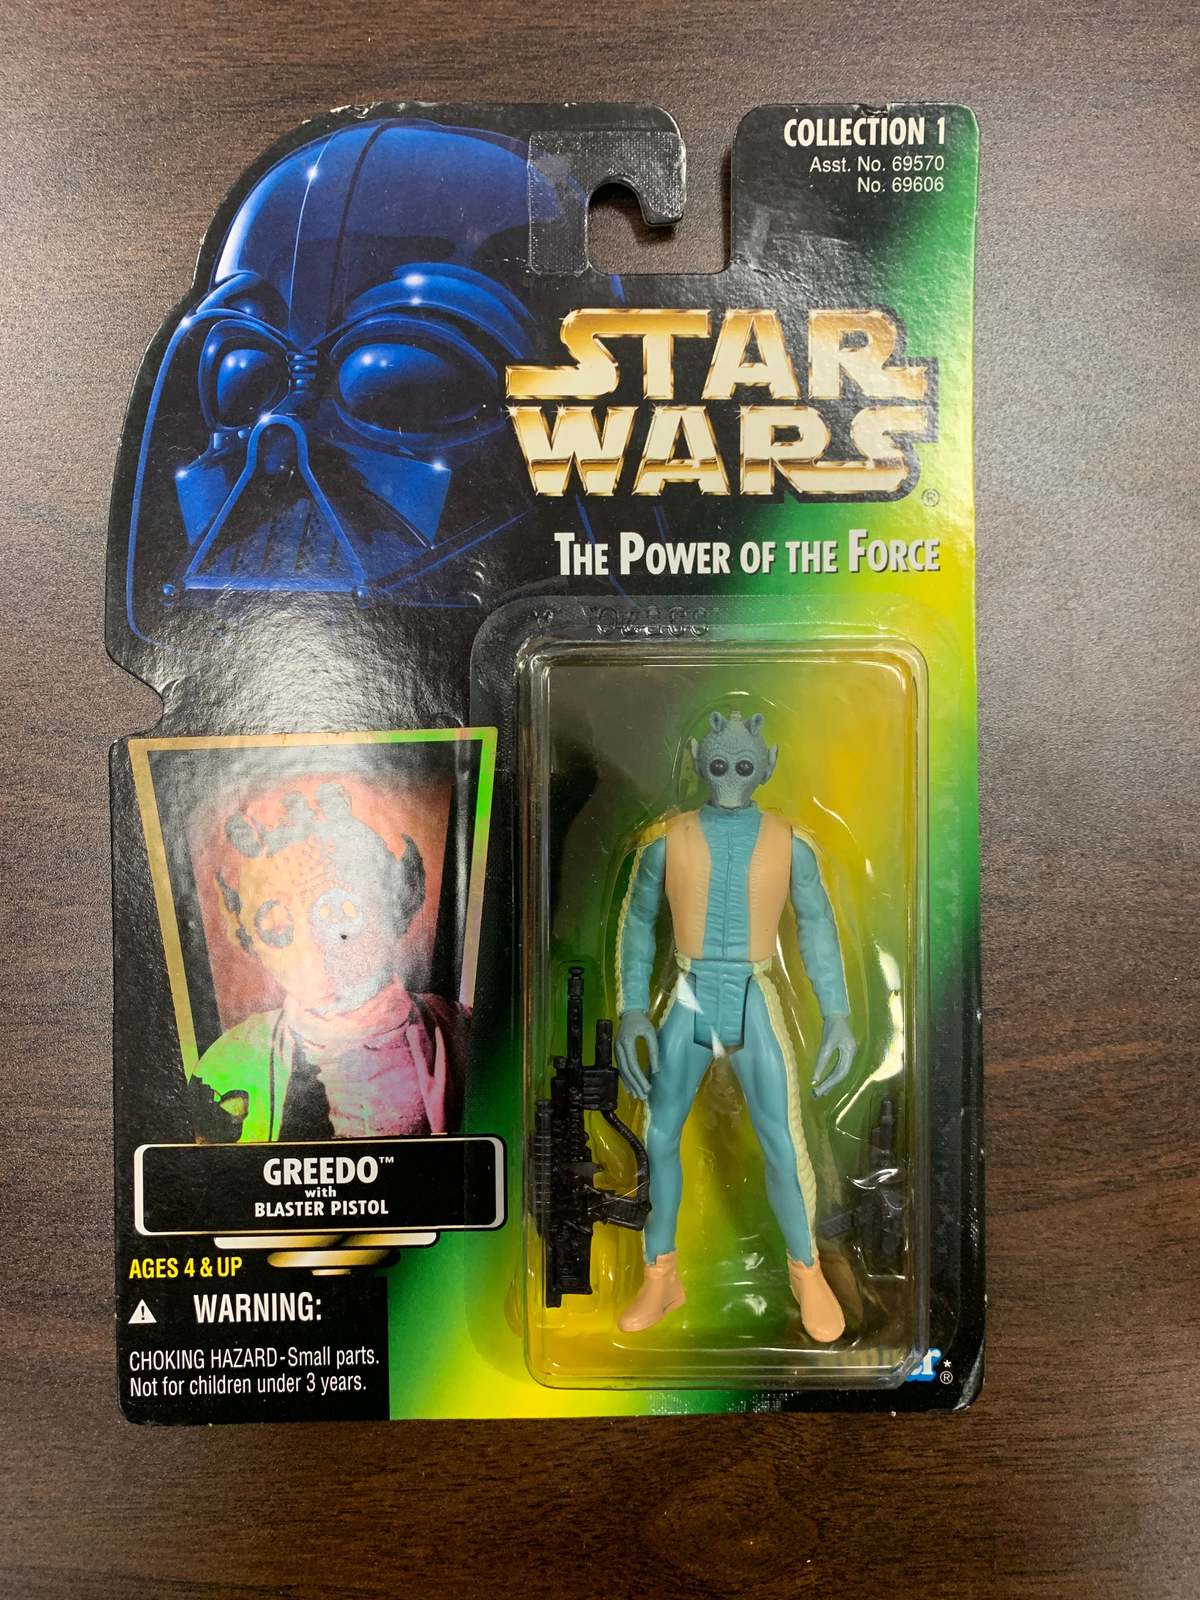 COLLECTION 1
Asst. No. 69570
No. 69606
STAR
WARS®
THE POWER OF THE FORCE
GREEDO™
with
BLASTER PISTOL
AGES 4 & UP
WARNING:
CHOKING HAZARD-Small parts.
Not for children under 3 years.